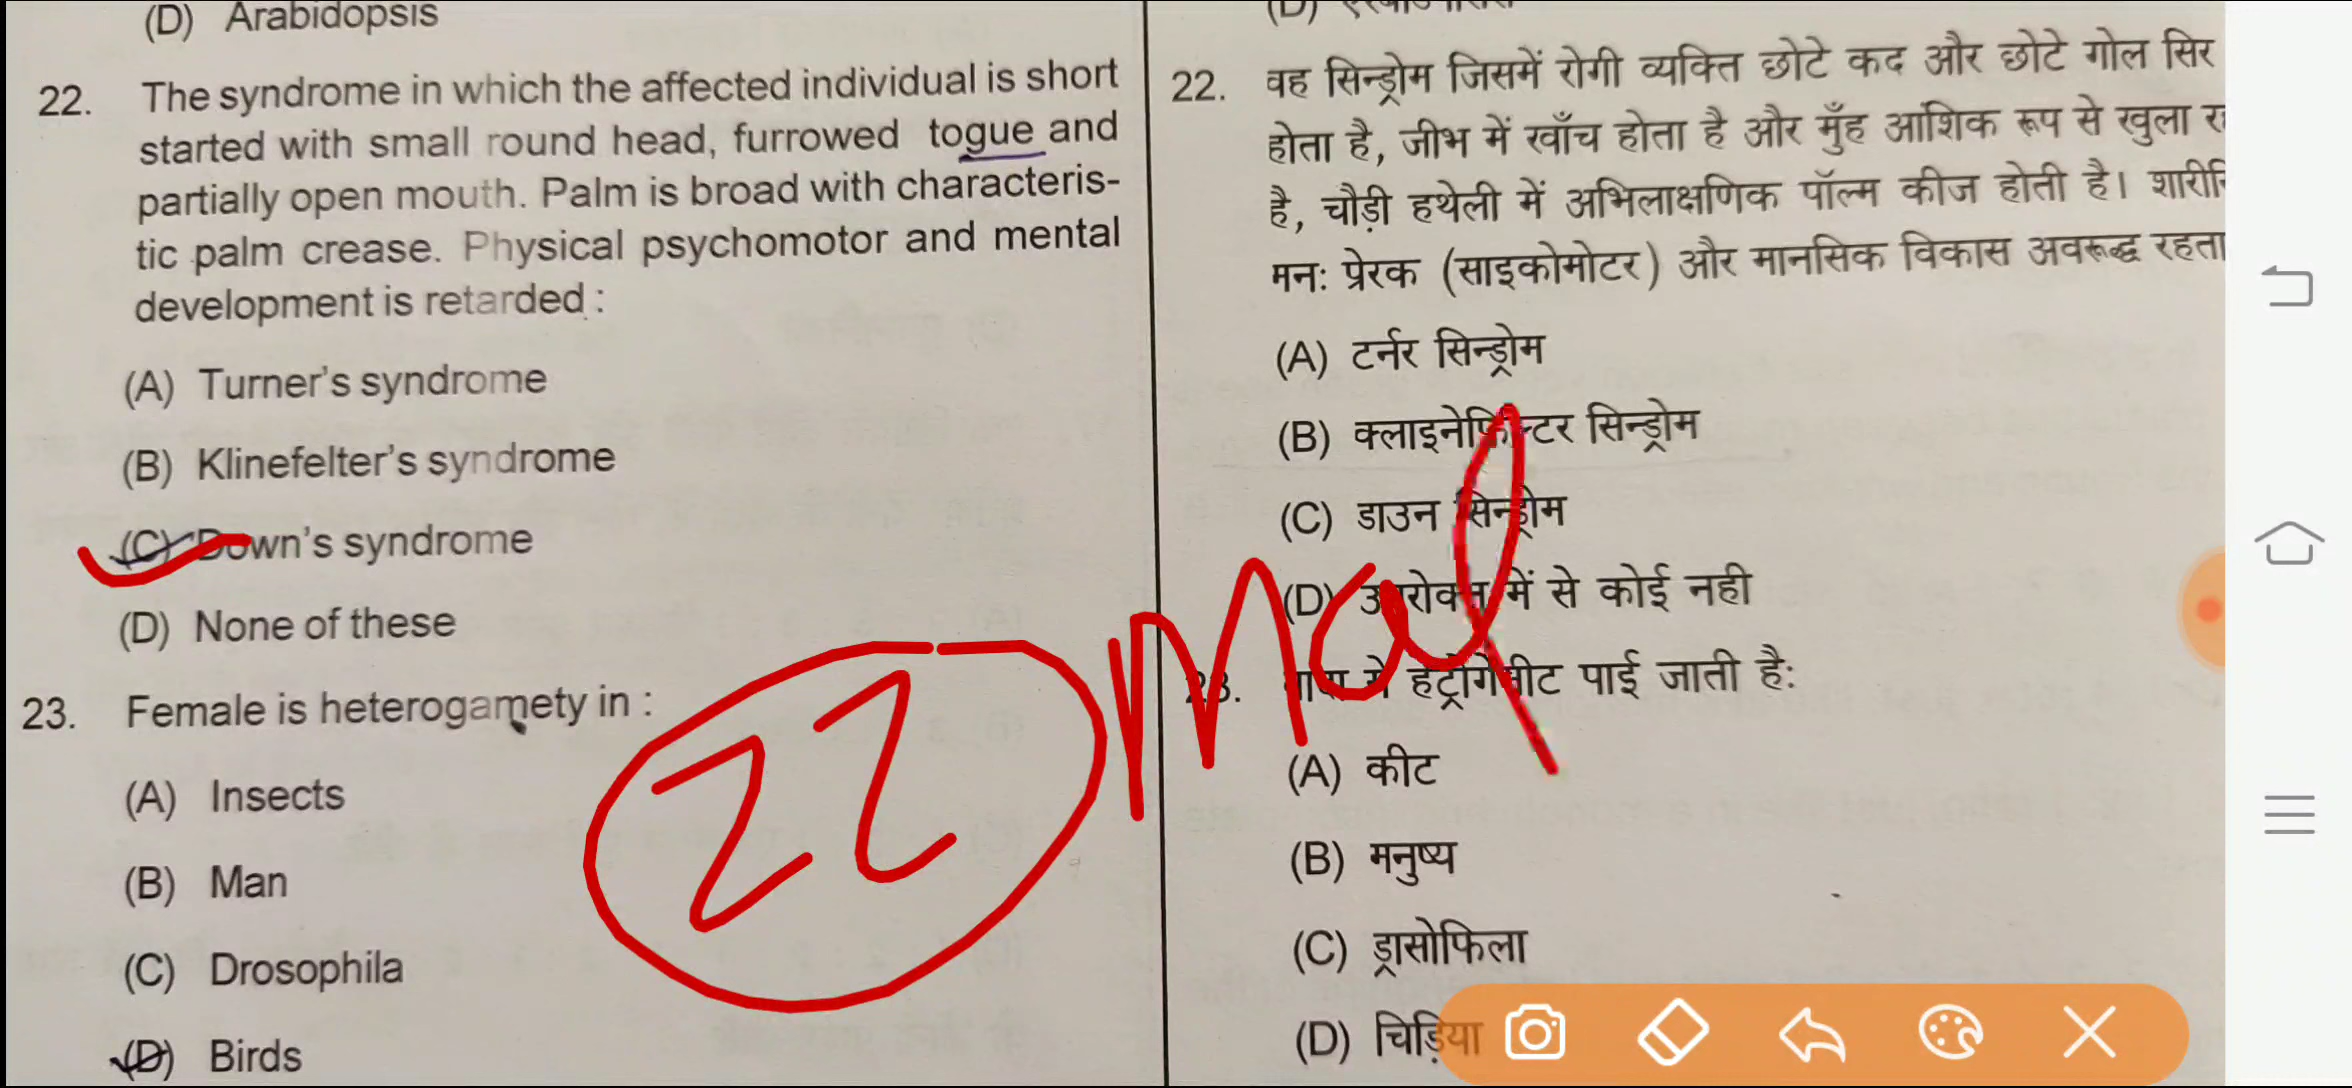 (D) Arabidopsis
22. The syndrome in which the affected individual is short
started with small round head, furrowed togue and
partially open mouth. Palm is broad with characteris-
tic palm crease. Physical psychomotor and mental
development is retarded :
(A) Turner's syndrome
(B) Klinefelter's syndrome
(C) Down's syndrome
(D) None of these
23. Female is heterogamety in :
(A) Insects
(B) Man
(C) Drosophila
(D) Birds
22
(D)
22. वह सिन्ड्रोम जिसमें रोगी व्यक्ति छोटे कद और छोटे गोल सिर
होता है, जीभ में खाँच होता है और मुँह आंशिक रूप से खुला
है, चौड़ी हथेली में अभिलाक्षणिक पॉल्म कीज होती है।
मनः प्रेरक (साइकोमोटर) और मानसिक विकास अवरूद्ध रहता
(A) टर्नर सिन्ड्रोम
(B) क्लाइनेफिल्टर सिन्ड्रोम
(C) डाउन सिन्ड्रोम
(D) उपरोक्त में से कोई नही
23. में हेट्रोगेमीट पाई जाती है:
(A) कीट
(B) मनुष्य
(C) ड्रासोफिला
(D) चिड़िया